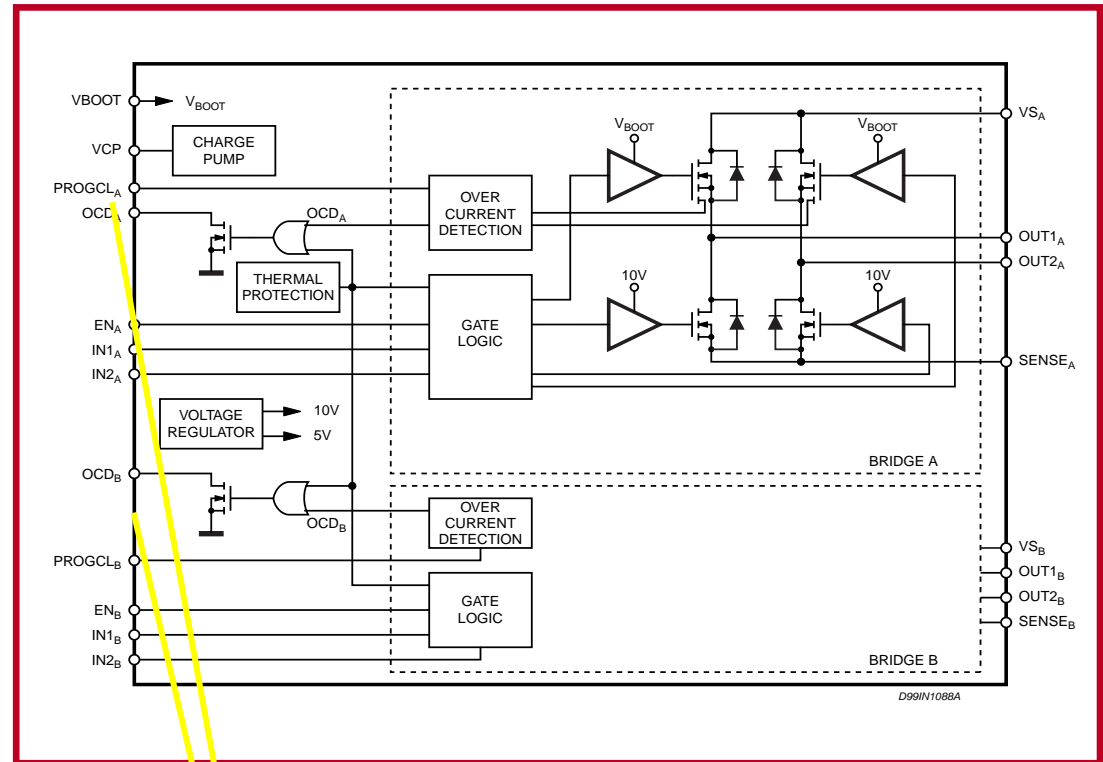 VBOOT
VBOOT
VCP
CHARGE
PUMP
PROGCLA
OCDA
OCDA
OVER
CURRENT
DETECTION
THERMAL
PROTECTION
VBOOT
VBOOT
VSA
OUT1A
OUT2A
10V
10V
ENA
IN1A
IN2A
GATE
LOGIC
SENSEA
VOLTAGE
REGULATOR
10V
5V
BRIDGE A
OCDB
OCDB
OVER
CURRENT
DETECTION
PROGCLB
ENB
IN1B
IN2B
GATE
LOGIC
VSB
OUT1B
OUT2B
SENSEB
BRIDGE B
D99IN1088A